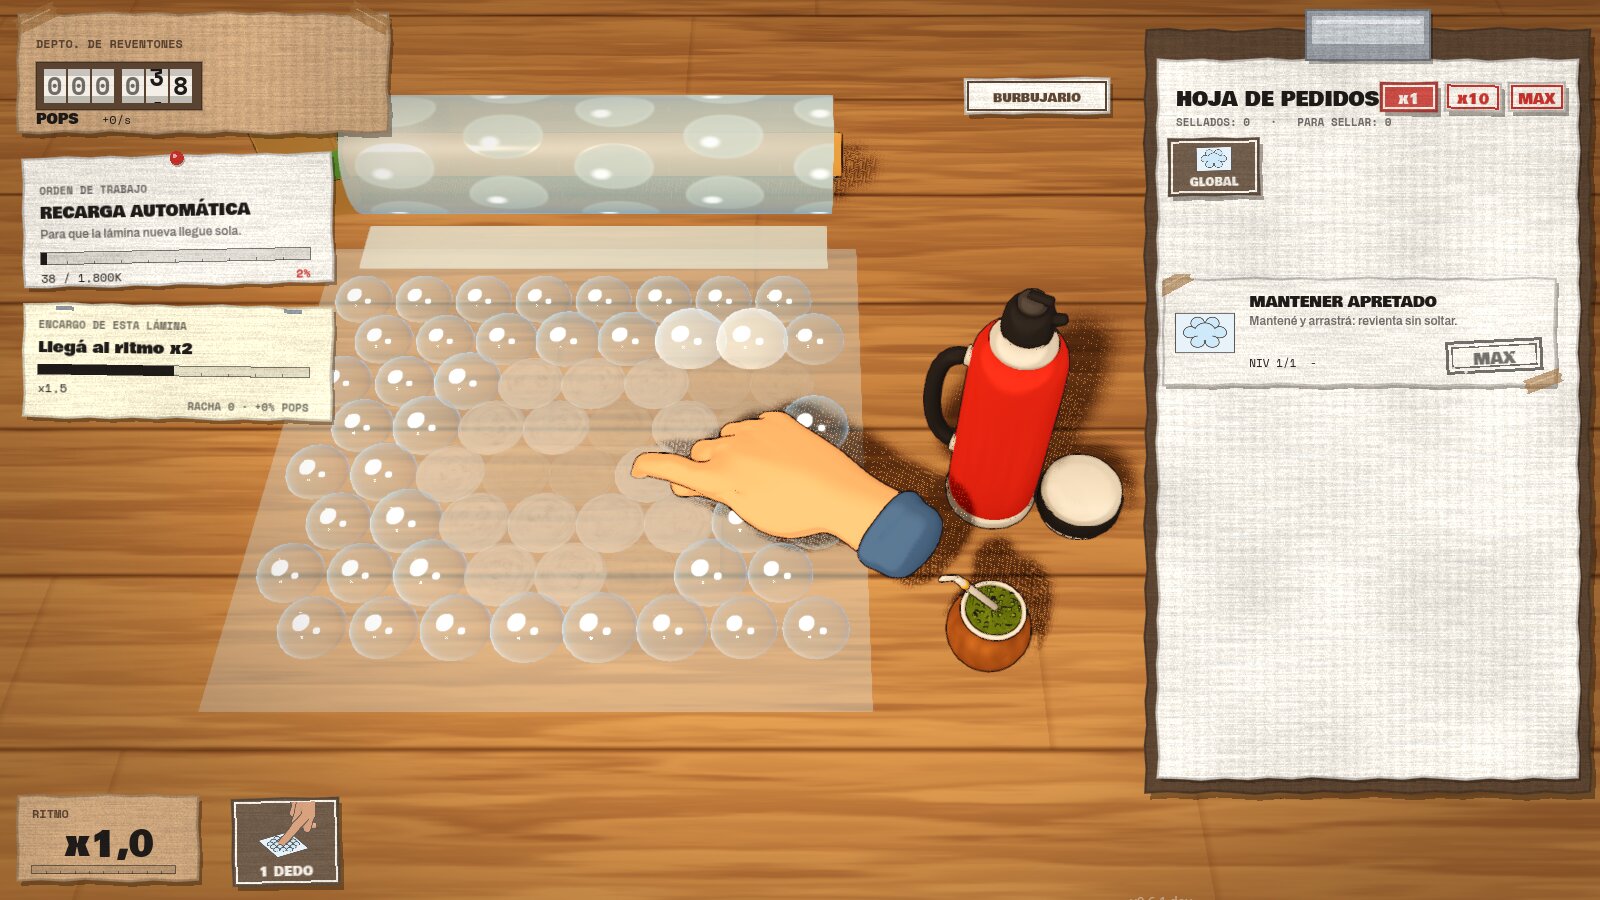 DEPTO. DE REVENTONES
0 0 0 0 3 8
POPS +0/s
ORDEN DE TRABAJO
RECARGA AUTOMÁTICA
Para que la lámina nueva llegue sola.
38 / 1.800K 2%
ENCARGO DE ESTA LÁMINA
Llegá al ritmo x2
x1,5
RACHA 0 · +0% POPS
BURBUJARIO
HOJA DE PEDIDOS x1 x10 MAX
SELLADOS: 0 · PARA SELLAR: 0
GLOBAL
MANTENER APRETADO
Mantené y arrastrá: revienta sin soltar.
NIV 1/1 - MAX
RITMO
x1,0
1 DEDO